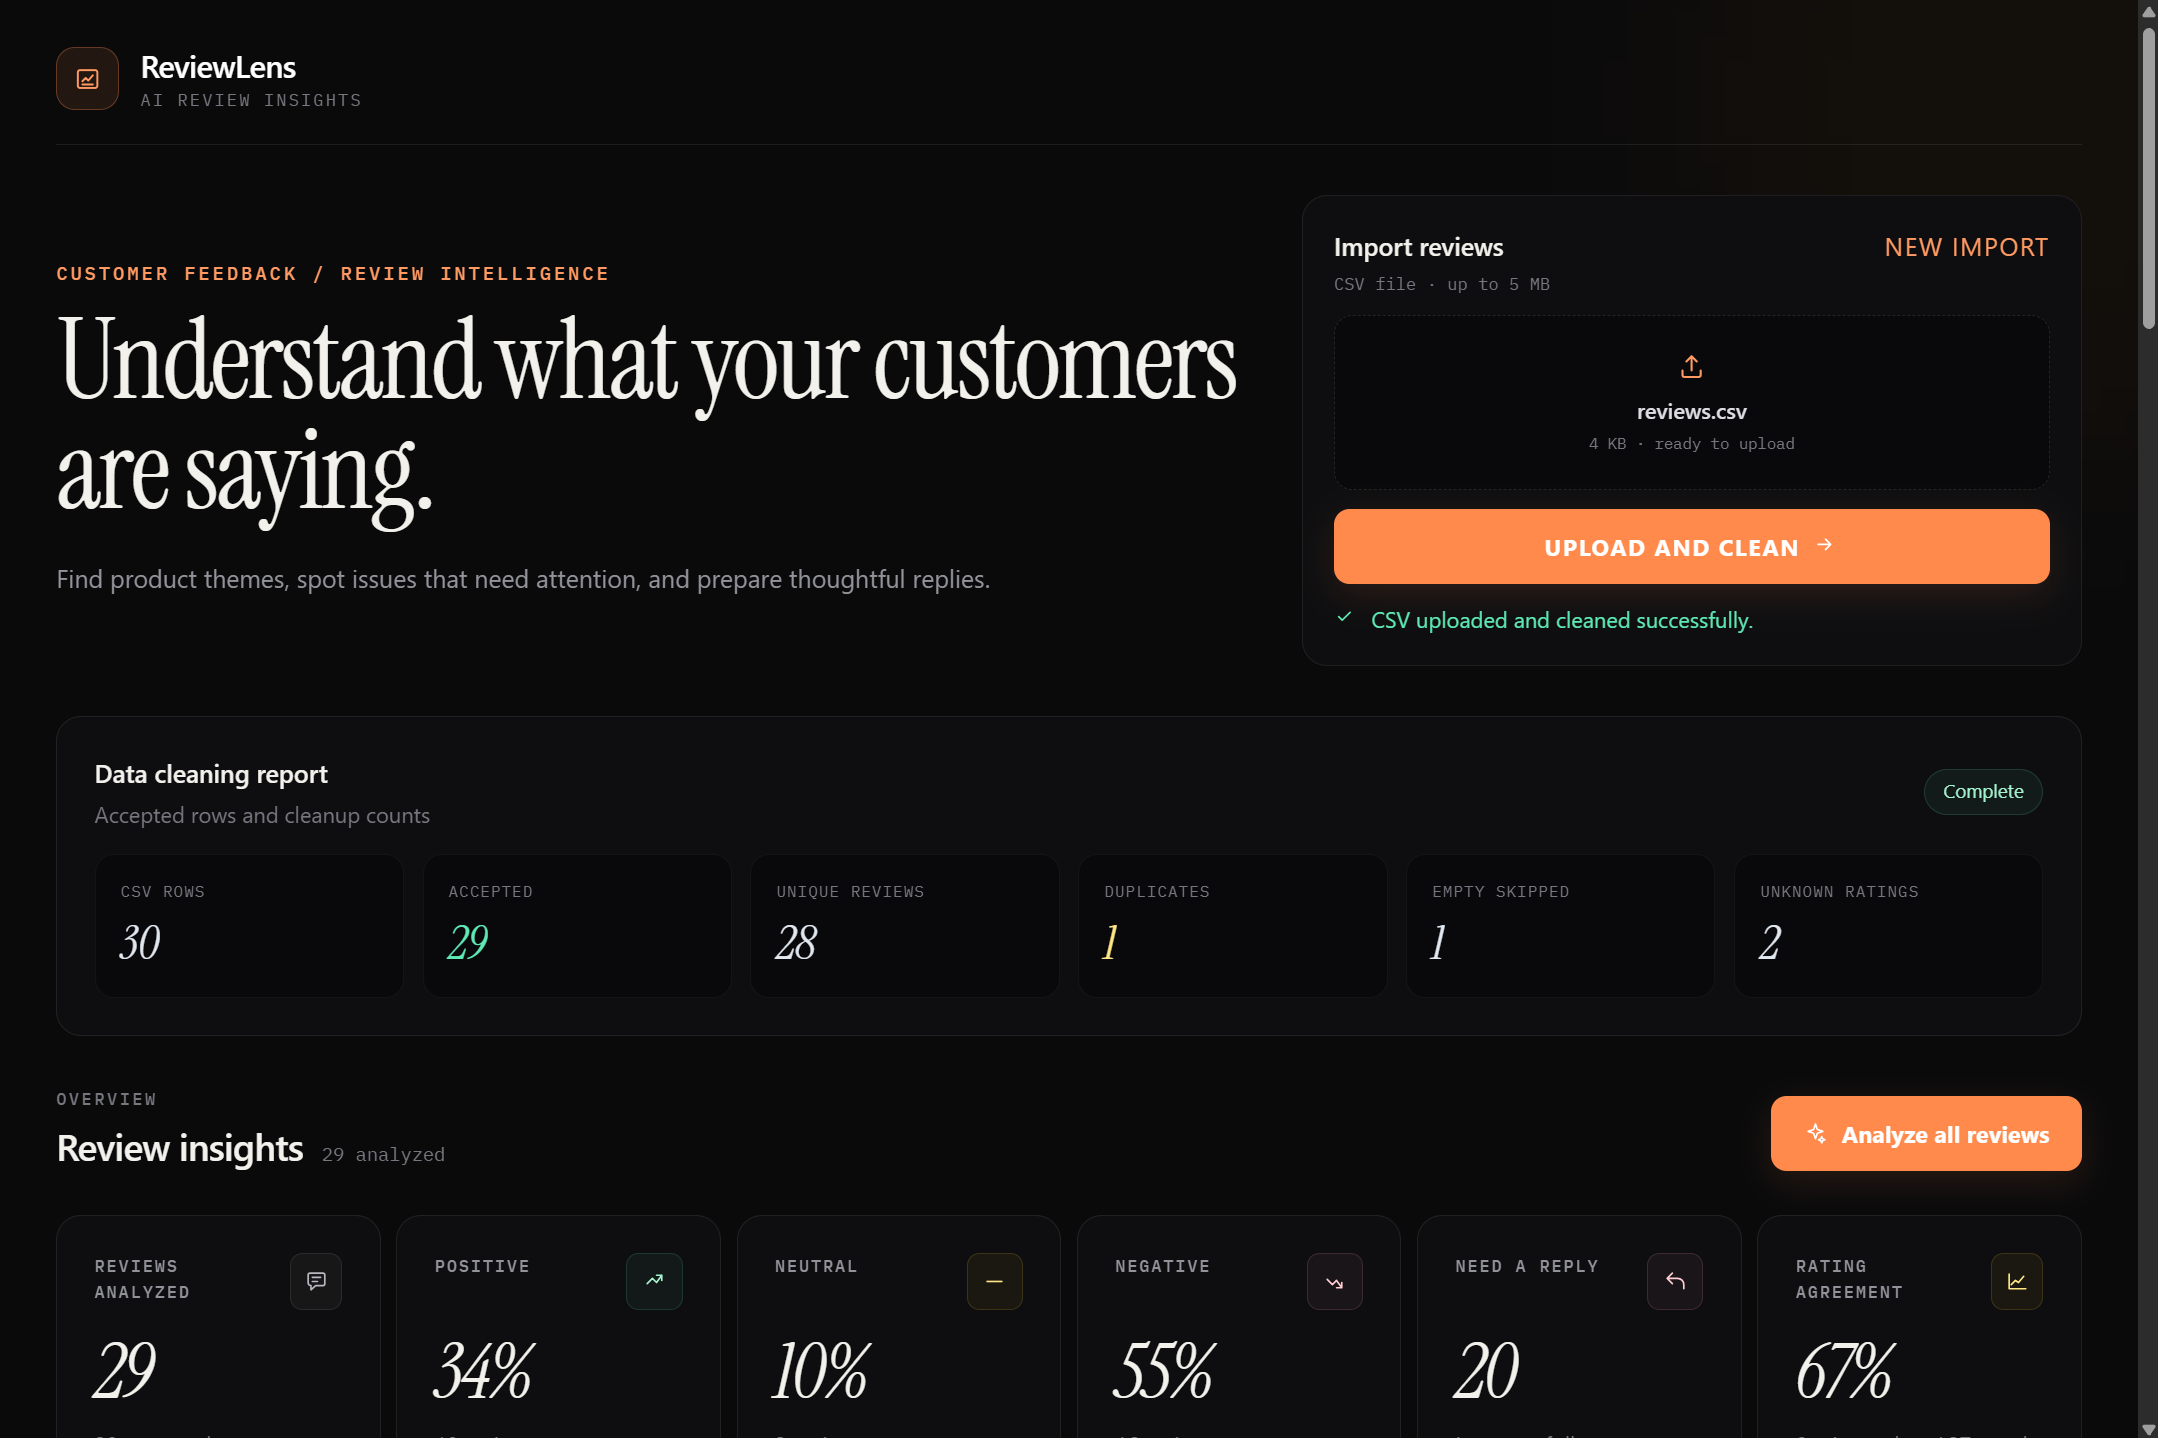 ReviewLens
AI REVIEW INSIGHTS
CUSTOMER FEEDBACK / REVIEW INTELLIGENCE
Understand what your customers
are saying.
Find product themes, spot issues that need attention, and prepare thoughtful replies.
Import reviews
NEW IMPORT
CSV file · up to 5 MB
reviews.csv
4 KB · ready to upload
UPLOAD AND CLEAN →
✓ CSV uploaded and cleaned successfully.
Data cleaning report
Accepted rows and cleanup counts
Complete
CSV ROWS
30
ACCEPTED
29
UNIQUE REVIEWS
28
DUPLICATES
1
EMPTY SKIPPED
1
UNKNOWN RATINGS
2
OVERVIEW
Review insights 29 analyzed
Analyze all reviews
REVIEWS
ANALYZED
29
POSITIVE
34%
NEUTRAL
10%
NEGATIVE
55%
NEED A REPLY
20
RATING
AGREEMENT
67%